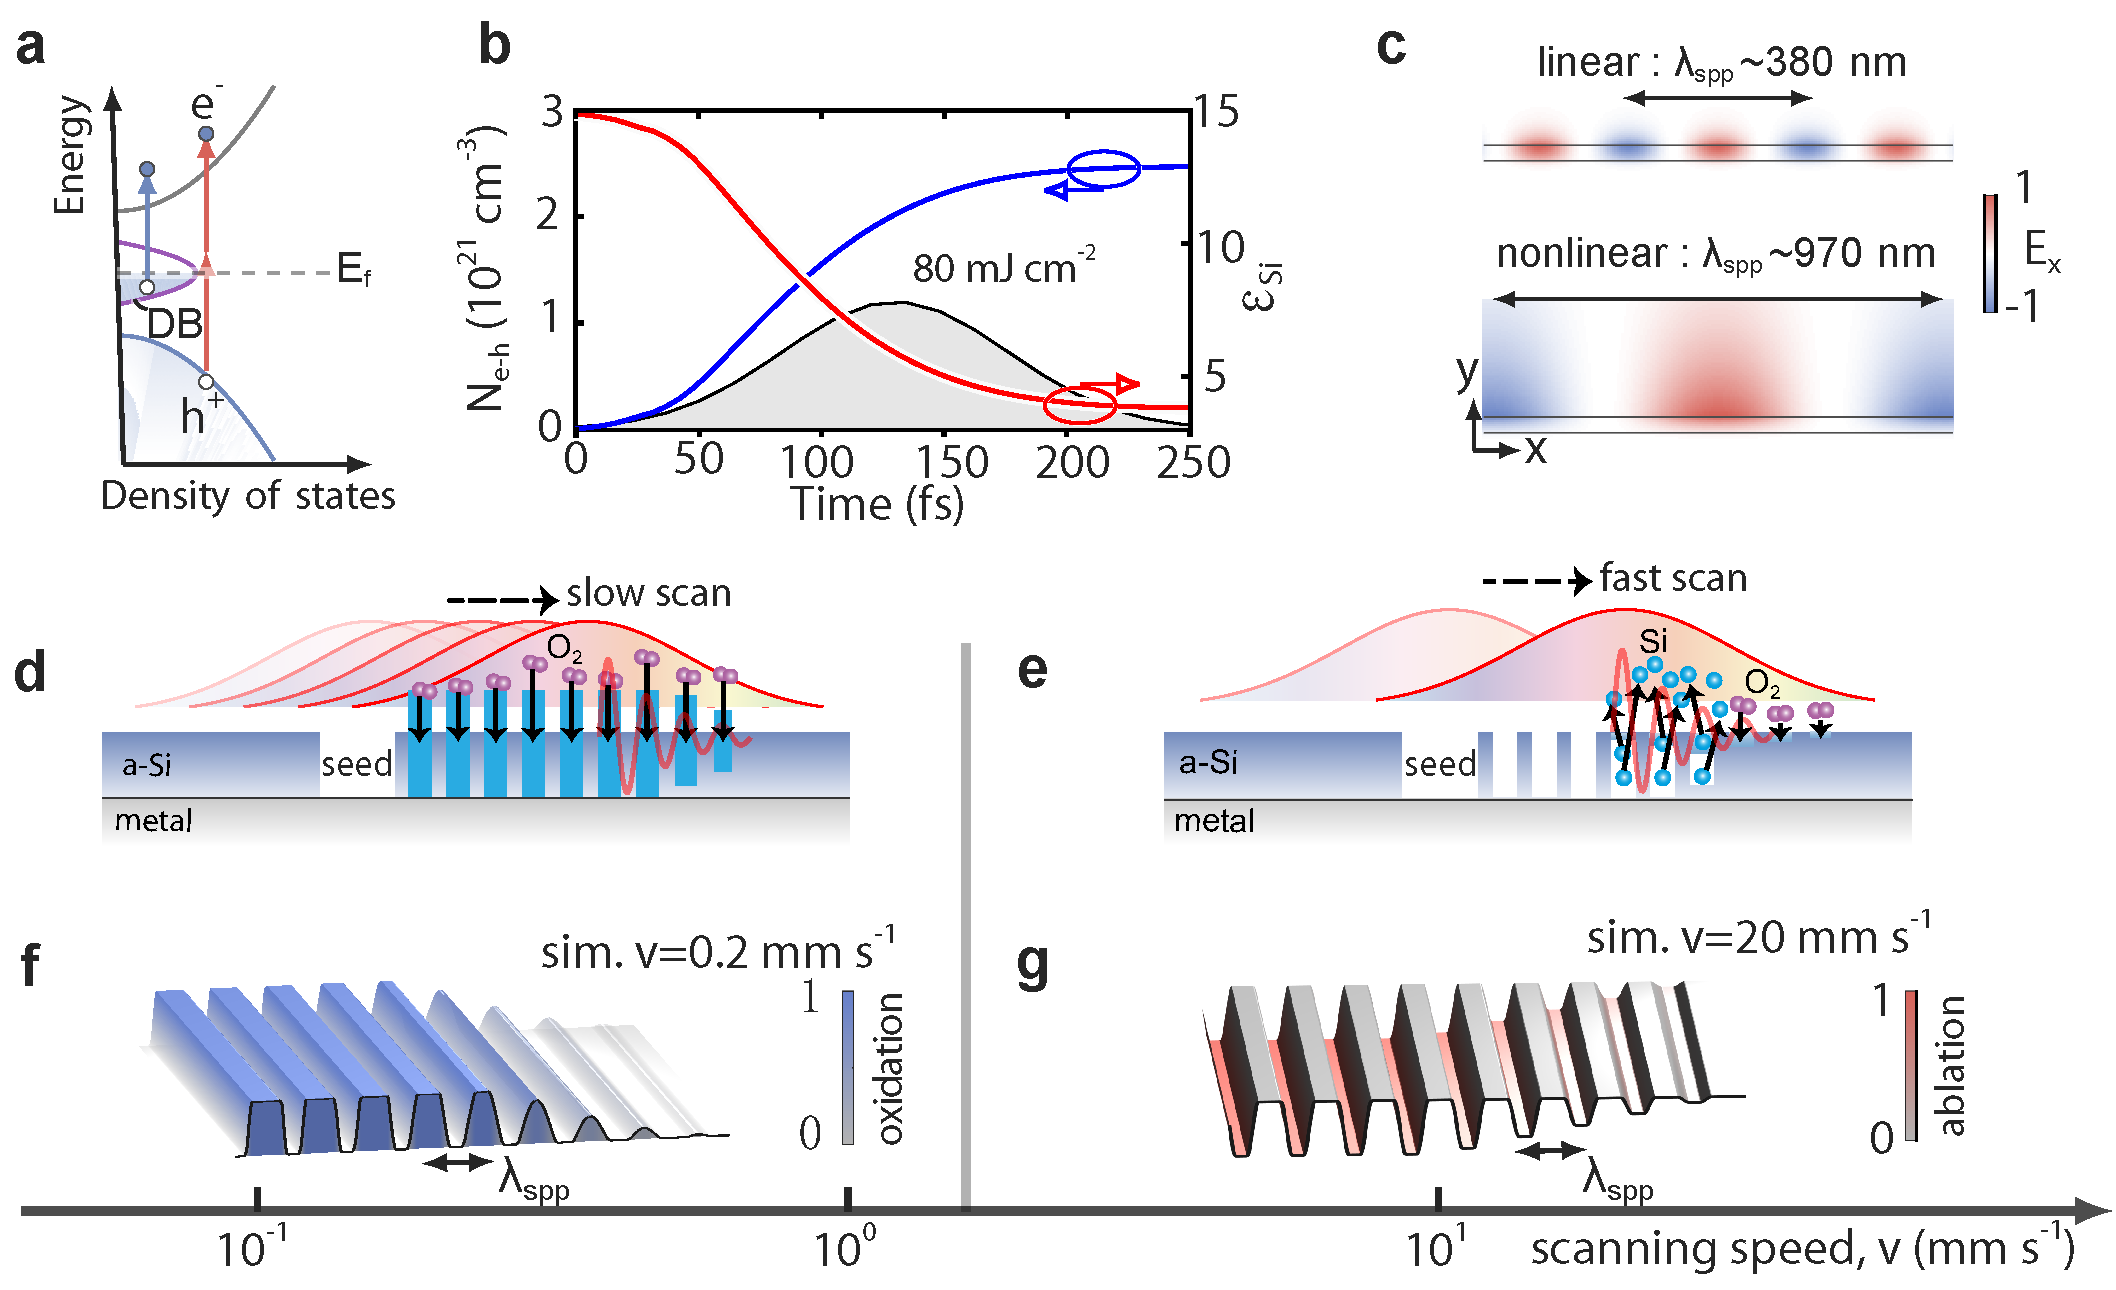 a
Energy
e-
Ef
DB
h+
Density of states
b
Ne-h (10^21 cm^-3)
3
2
1
0
15
10
5
εSi
80 mJ cm^-2
0 50 100 150 200 250
Time (fs)
c
linear : λspp ~380 nm
nonlinear : λspp ~970 nm
1
Ex
-1
y
x
d
slow scan
O2
a-Si
seed
metal
e
fast scan
Si
O2
a-Si
seed
metal
f
sim. v=0.2 mm s^-1
1
0
oxidation
λspp
g
sim. v=20 mm s^-1
1
0
ablation
λspp
10^-1 10^0 10^1
scanning speed, v (mm s^-1)